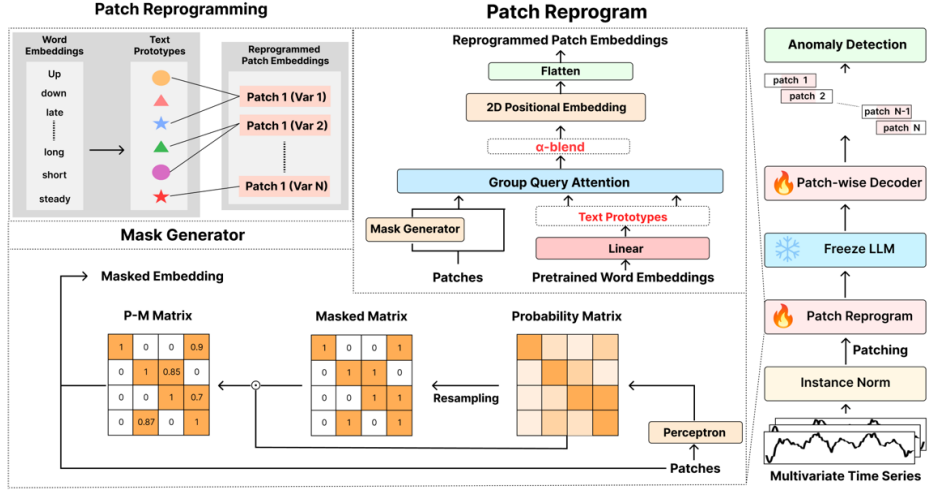 Patch Reprogramming
Word
Embeddings
Text
Prototypes
Reprogrammed
Patch Embeddings
Up
down
late
long
short
steady
Patch 1 (Var 1)
Patch 1 (Var 2)
Patch 1 (Var N)
Patch Reprogram
Reprogrammed Patch Embeddings
Flatten
2D Positional Embedding
α-blend
Group Query Attention
Mask Generator
Text Prototypes
Linear
Patches
Pretrained Word Embeddings
Mask Generator
Masked Embedding
P-M Matrix
Masked Matrix
Probability Matrix
1 0 0 0.9
0 1 0.85 0
0 0 1 0.7
0 0.87 0 1
1 0 0 1
0 1 1 0
0 0 1 1
0 1 0 1
Resampling
Perceptron
Patches
Anomaly Detection
patch 1
patch 2
patch N-1
patch N
Patch-wise Decoder
Freeze LLM
Patch Reprogram
Patching
Instance Norm
Multivariate Time Series